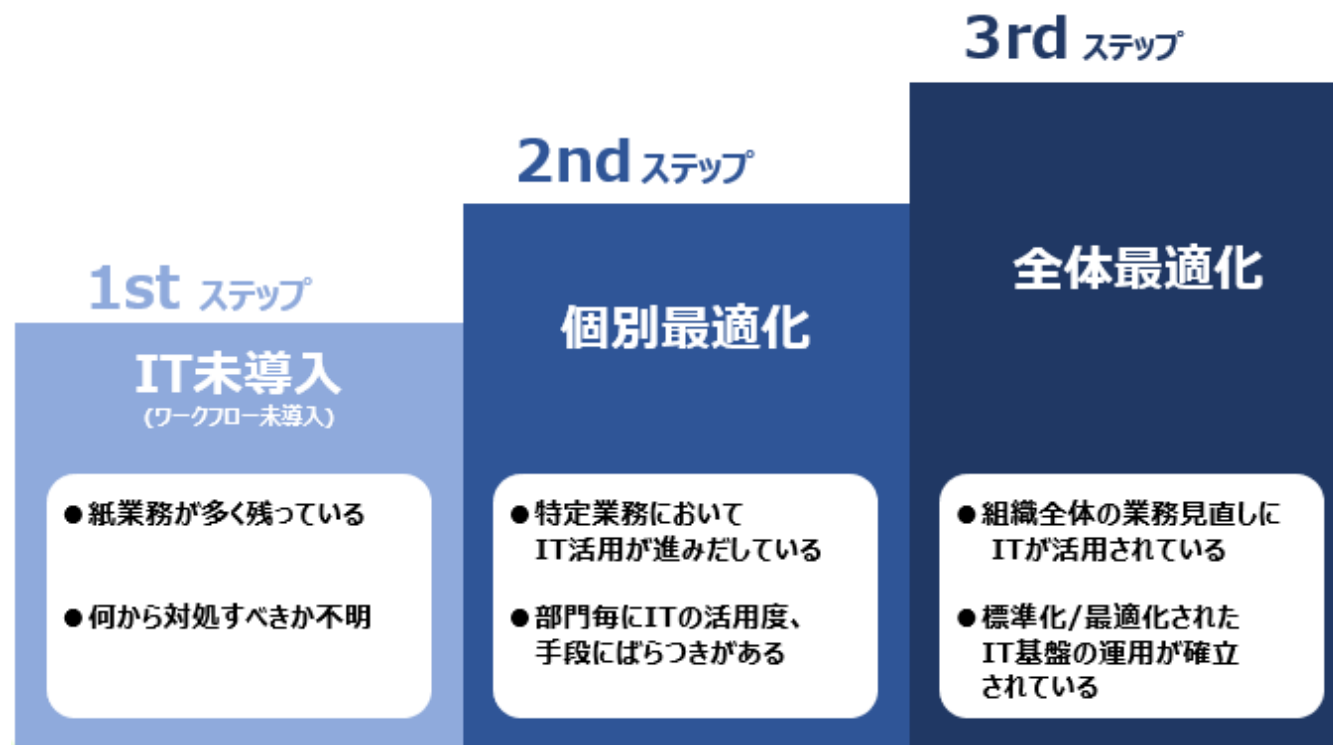 1st ステップ
IT未導入
(ワークフロー未導入)
●紙業務が多く残っている
●何から対処すべきか不明
2nd ステップ
個別最適化
●特定業務において
IT活用が進みだしている
●部門毎にITの活用度、
手段にばらつきがある
3rd ステップ
全体最適化
●組織全体の業務見直しに
ITが活用されている
●標準化/最適化された
IT基盤の運用が確立
されている